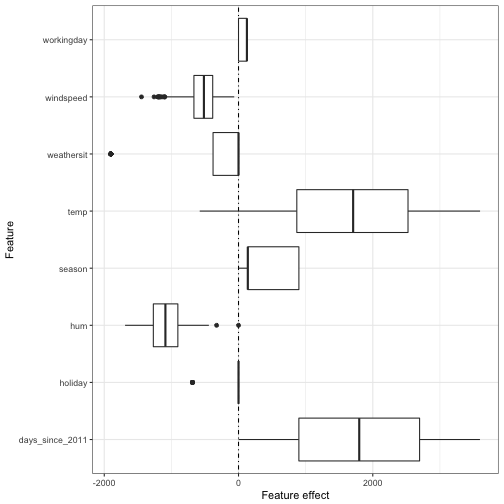 workingday
windspeed
weathersit
temp
season
hum
holiday
days_since_2011
Feature
-2000
0
2000
Feature effect